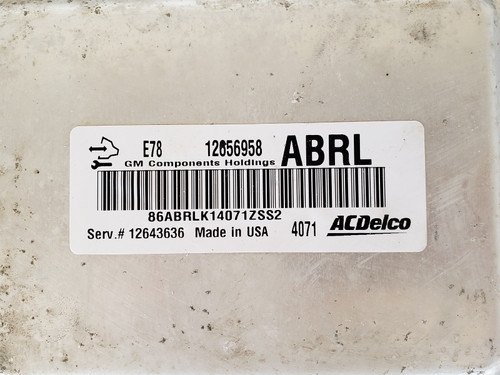 E78 12656958 ABRL
GM Components Holdings
86ABRLK14071ZSS2
Serv.# 12643636 Made in USA 4071 ACDelco